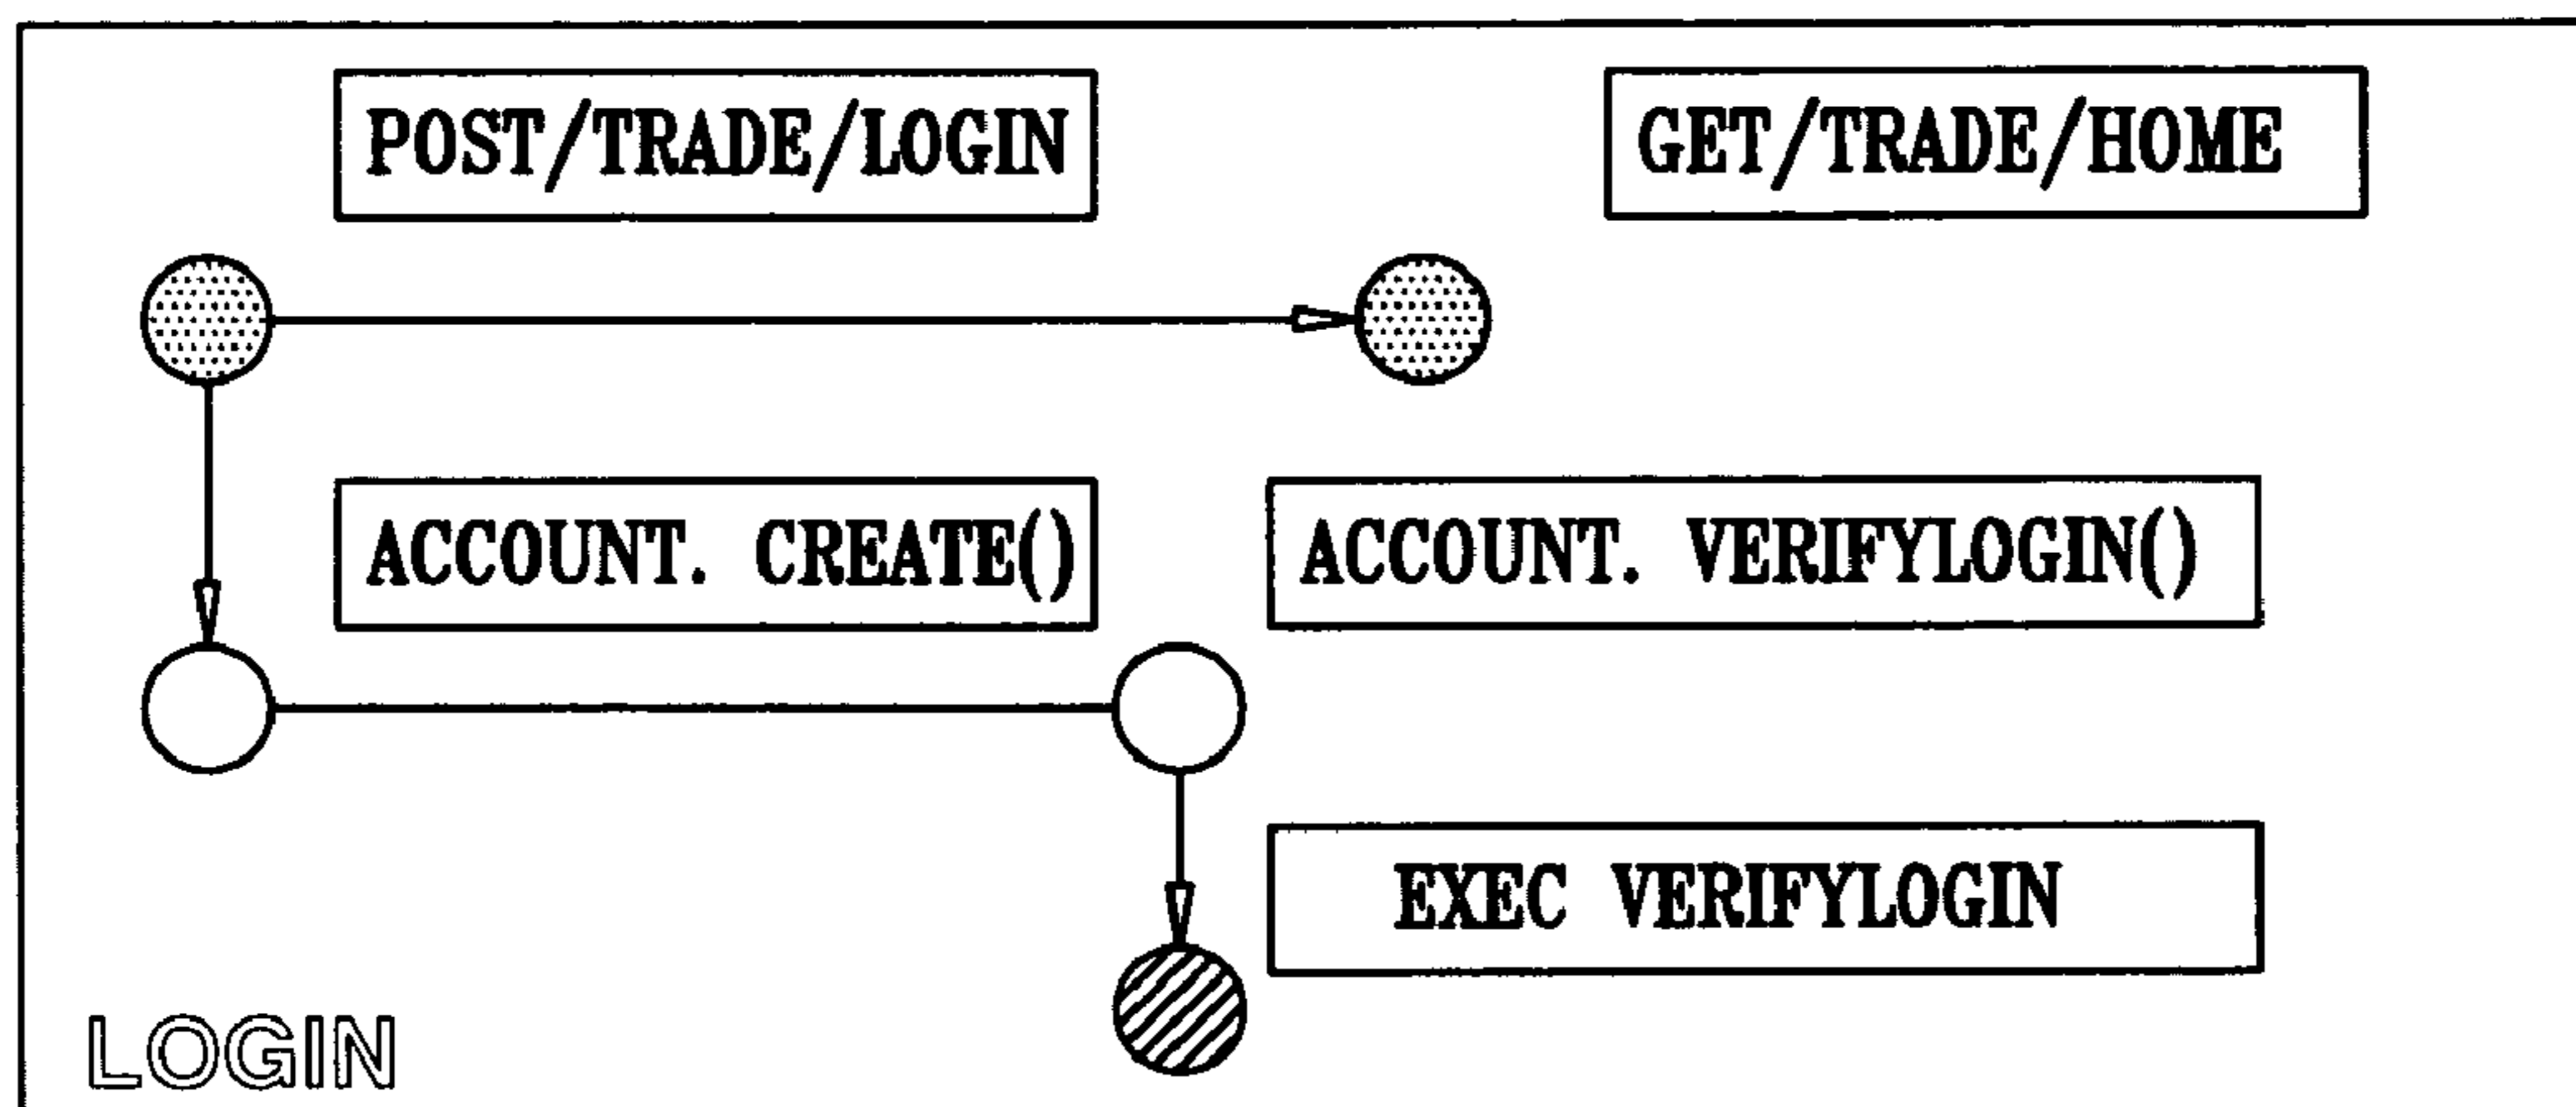 POST/TRADE/LOGIN
GET/TRADE/HOME
ACCOUNT. CREATE()
ACCOUNT. VERIFYLOGIN()
EXEC VERIFYLOGIN
LOGIN